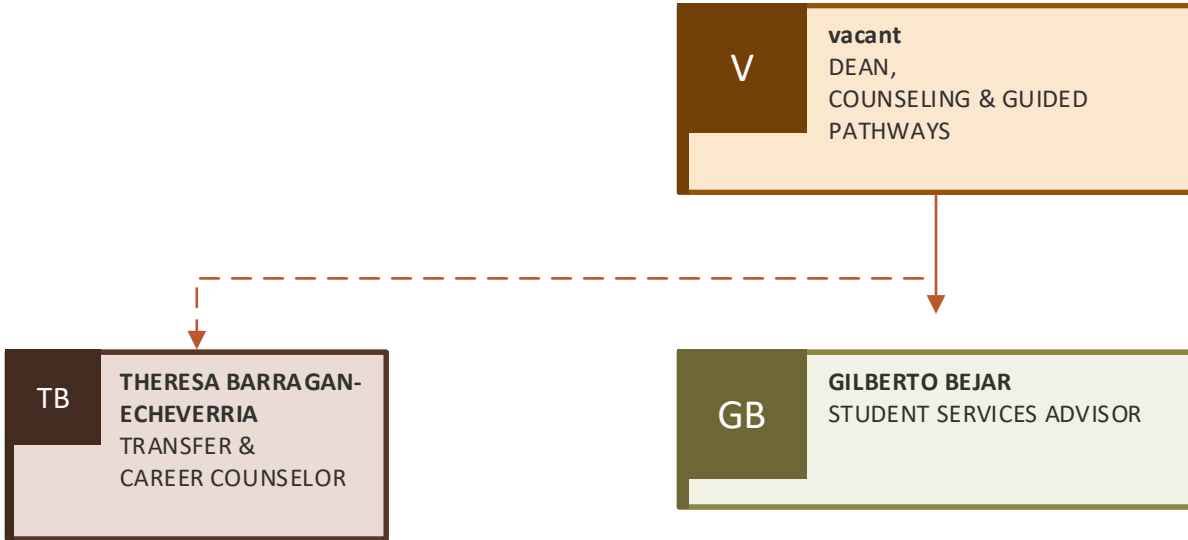 V
vacant
DEAN,
COUNSELING & GUIDED
PATHWAYS
TB
THERESA BARRAGAN-
ECHEVERRIA
TRANSFER &
CAREER COUNSELOR
GB
GILBERTO BEJAR
STUDENT SERVICES ADVISOR